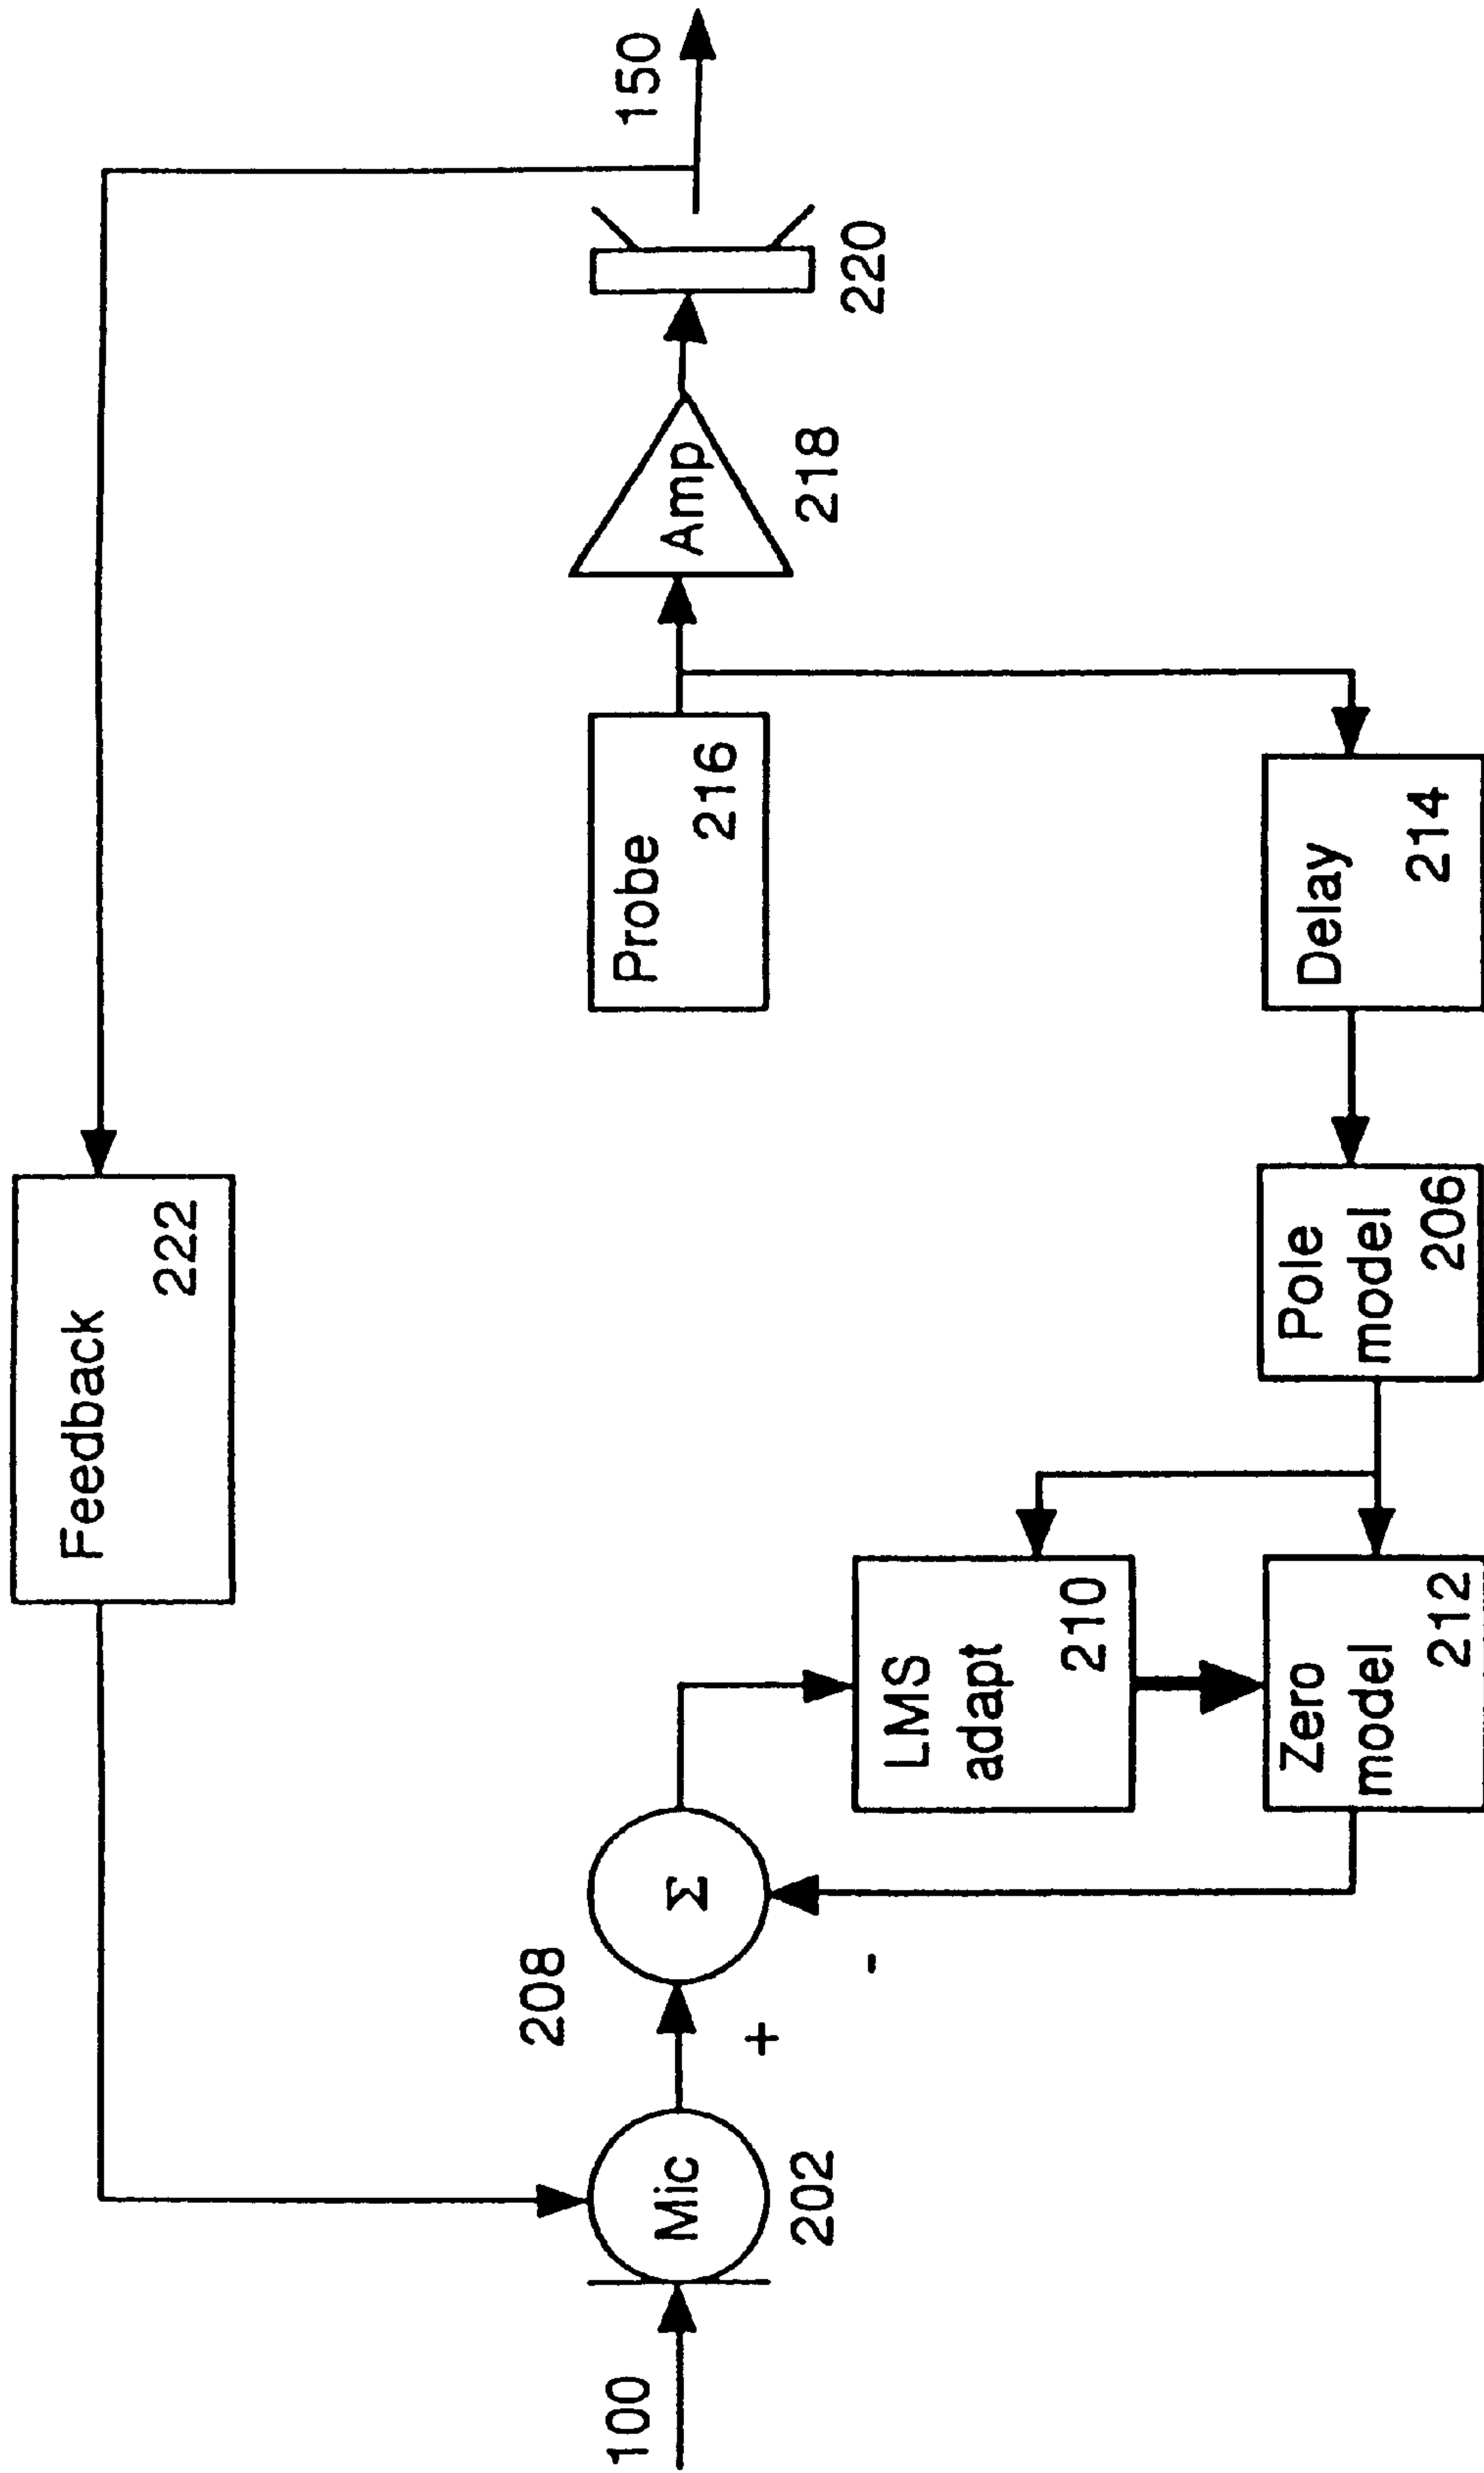 Feedback
222
100
Mic
202
208
+
-
Σ
LMS
adapt
210
Zero
model
212
Pole
model
206
Delay
214
Probe
216
Amp
218
220
150